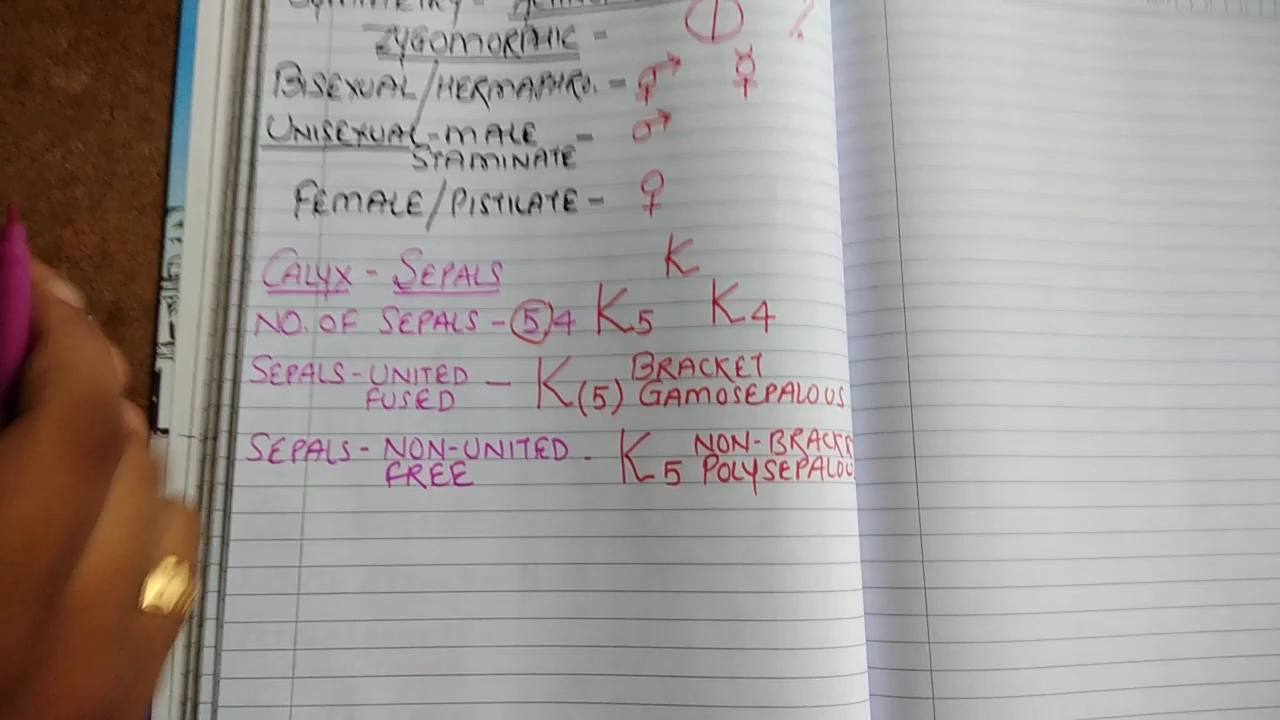 ZYGOMORPHIC - %
BISEXUAL/HERMAPHRO. - ⚥ ☿
UNISEXUAL - MALE - ♂
STAMINATE
FEMALE/PISTILATE - ♀
CALYX - SEPALS K
NO. OF SEPALS - (5)4 K5 K4
SEPALS - UNITED — K(5) BRACKET
FUSED GAMOSEPALOUS
SEPALS - NON-UNITED - K5 NON-BRACKE
FREE POLYSEPALOU